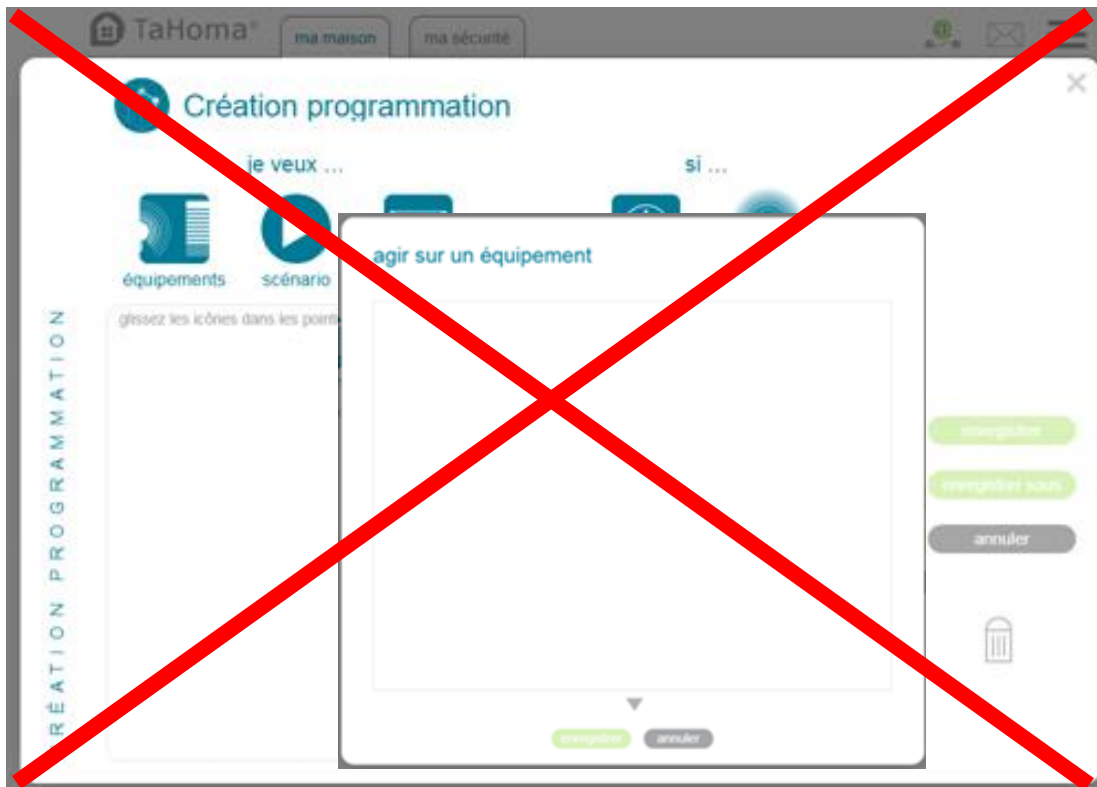 TaHoma®
ma maison
ma sécurité
Création programmation
je veux ...
si ...
équipements
scénario
agir sur un équipement
glissez les icônes dans les point
RÉATION PROGRAMMATION
enregistrer
enregistrer sous
annuler
enregistrer
annuler